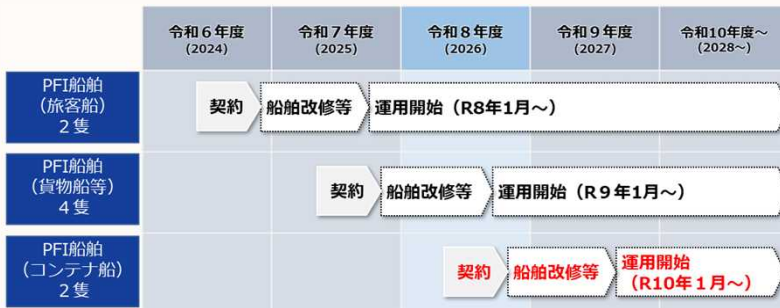 令和６年度 令和７年度 令和８年度 令和９年度 令和10年度～
(2024) (2025) (2026) (2027) (2028～)
PFI船舶
（旅客船）
２隻
契約 船舶改修等 運用開始（R8年1月～）
PFI船舶
（貨物船等）
４隻
契約 船舶改修等 運用開始（R９年1月～）
PFI船舶
（コンテナ船）
２隻
契約 船舶改修等 運用開始
（R10年１月～）